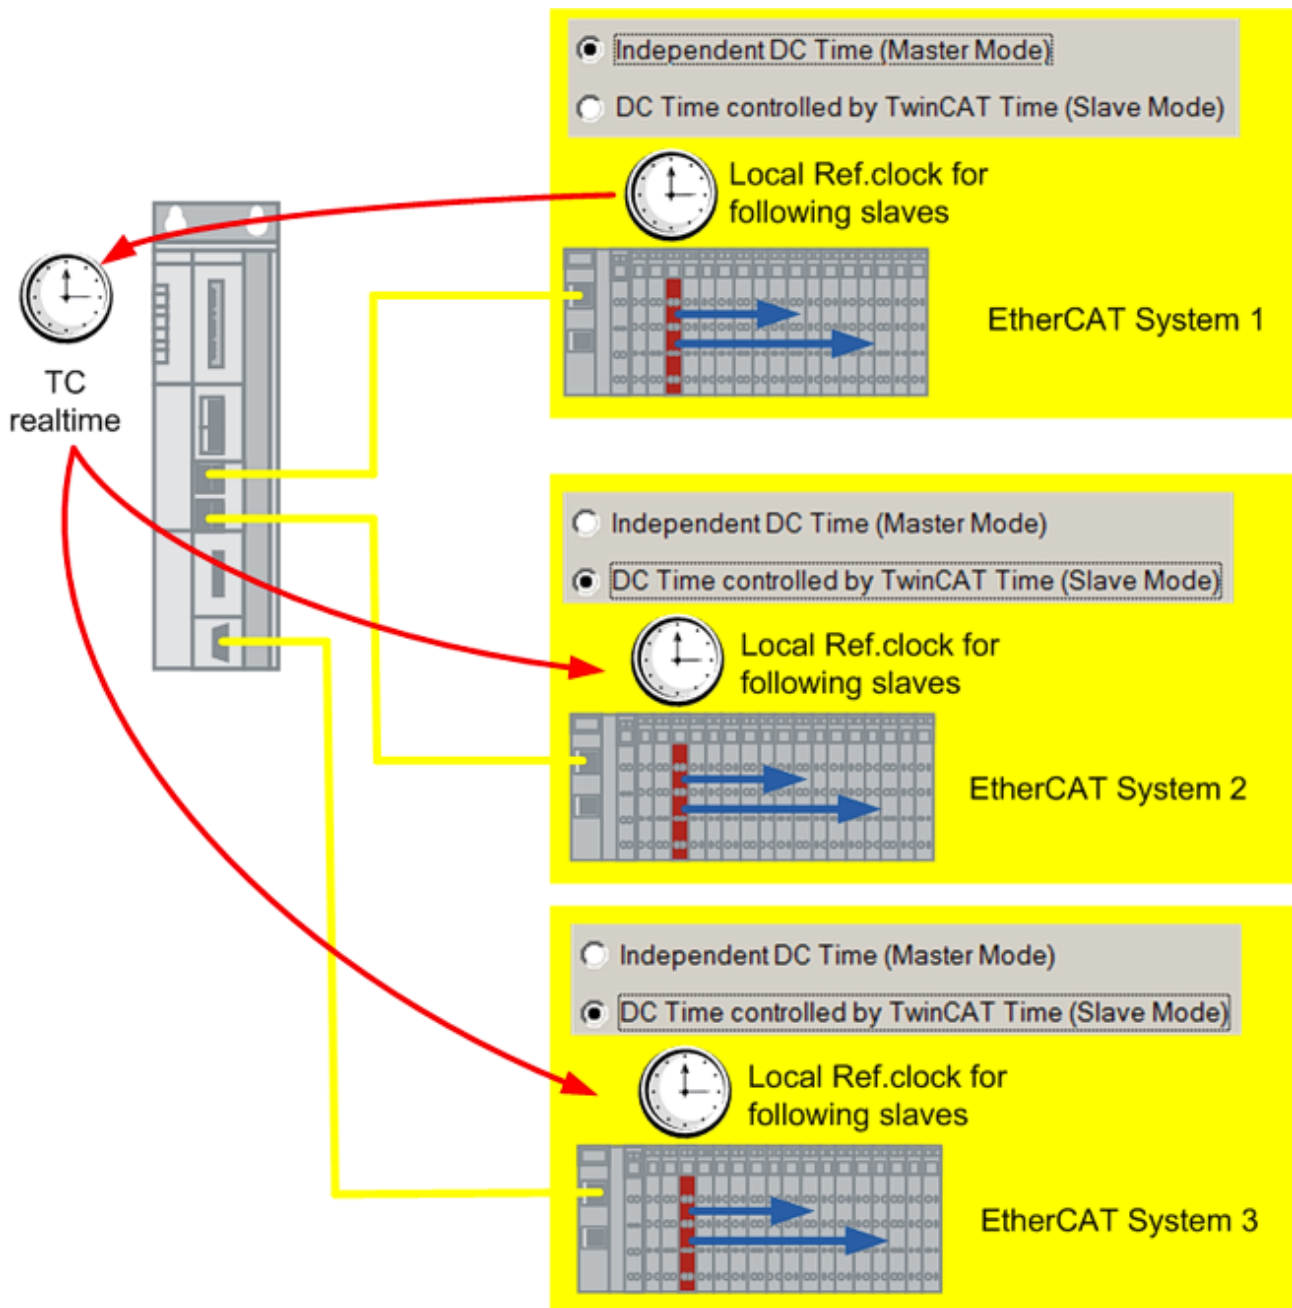 Independent DC Time (Master Mode)
DC Time controlled by TwinCAT Time (Slave Mode)
Local Ref.clock for
following slaves
EtherCAT System 1
TC
realtime
Independent DC Time (Master Mode)
DC Time controlled by TwinCAT Time (Slave Mode)
Local Ref.clock for
following slaves
EtherCAT System 2
Independent DC Time (Master Mode)
DC Time controlled by TwinCAT Time (Slave Mode)
Local Ref.clock for
following slaves
EtherCAT System 3